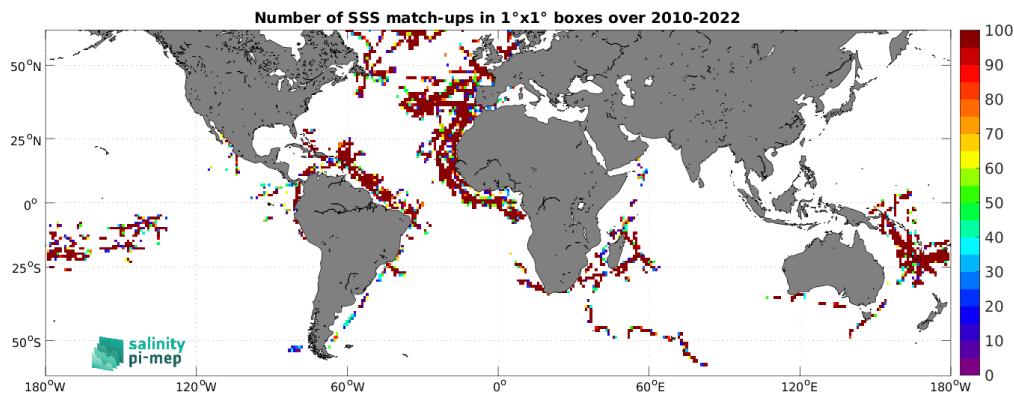 Number of SSS match-ups in 1°x1° boxes over 2010-2022
50°N
25°N
0°
25°S
50°S
180°W
120°W
60°W
0°
60°E
120°E
180°W
100
90
80
70
60
50
40
30
20
10
0
salinity
pi-mep